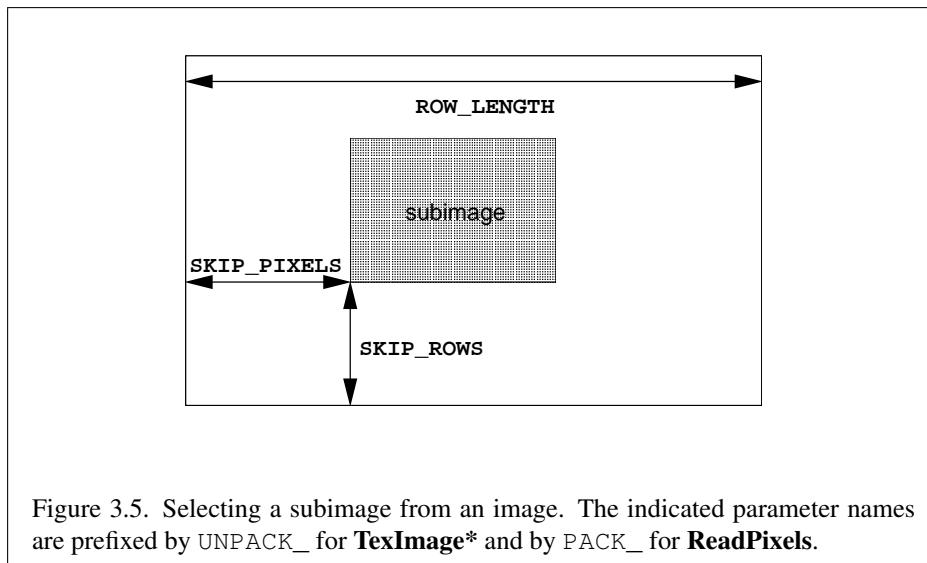 ROW_LENGTH
subimage
SKIP_PIXELS
SKIP_ROWS
Figure 3.5. Selecting a subimage from an image. The indicated parameter names
are prefixed by UNPACK_ for TexImage* and by PACK_ for ReadPixels.